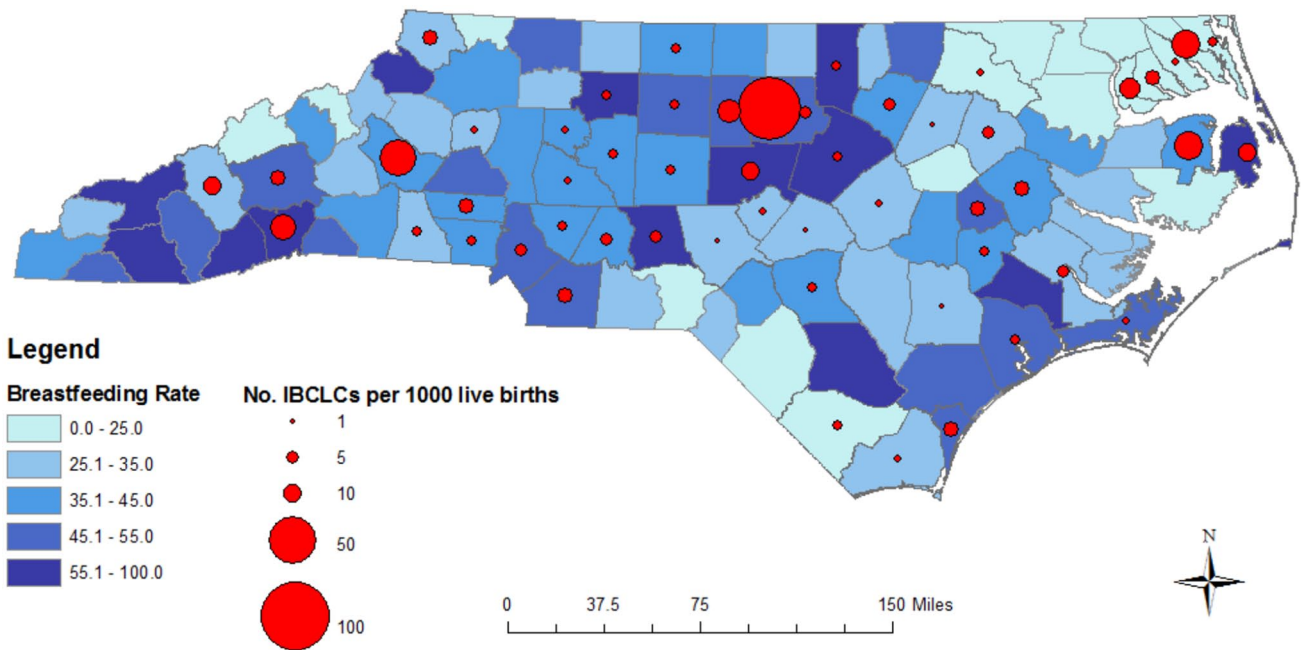 Legend
Breastfeeding Rate
0.0 - 25.0
25.1 - 35.0
35.1 - 45.0
45.1 - 55.0
55.1 - 100.0
No. IBCLCs per 1000 live births
1
5
10
50
100
N
0 37.5 75 150 Miles